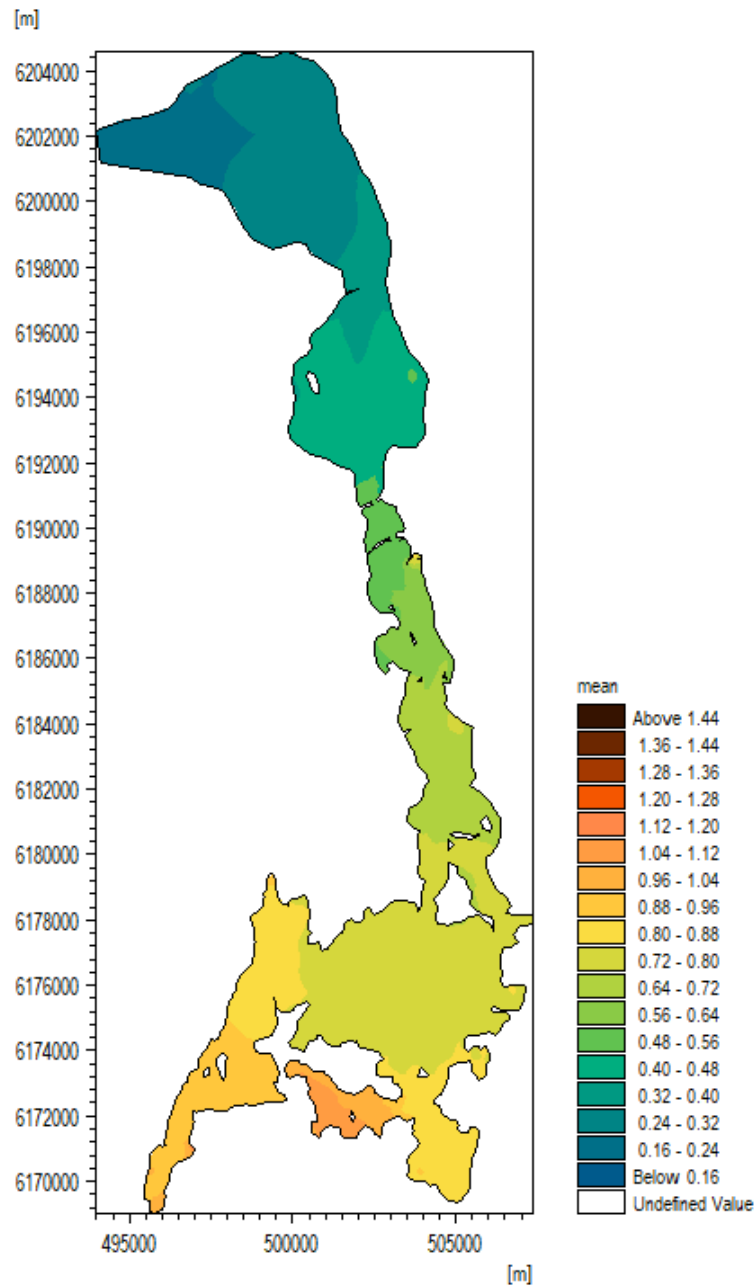 [m]
6204000
6202000
6200000
6198000
6196000
6194000
6192000
6190000
6188000
6186000
6184000
6182000
6180000
6178000
6176000
6174000
6172000
6170000
495000 500000 505000
[m]
mean
Above 1.44
1.36 - 1.44
1.28 - 1.36
1.20 - 1.28
1.12 - 1.20
1.04 - 1.12
0.96 - 1.04
0.88 - 0.96
0.80 - 0.88
0.72 - 0.80
0.64 - 0.72
0.56 - 0.64
0.48 - 0.56
0.40 - 0.48
0.32 - 0.40
0.24 - 0.32
0.16 - 0.24
Below 0.16
Undefined Value